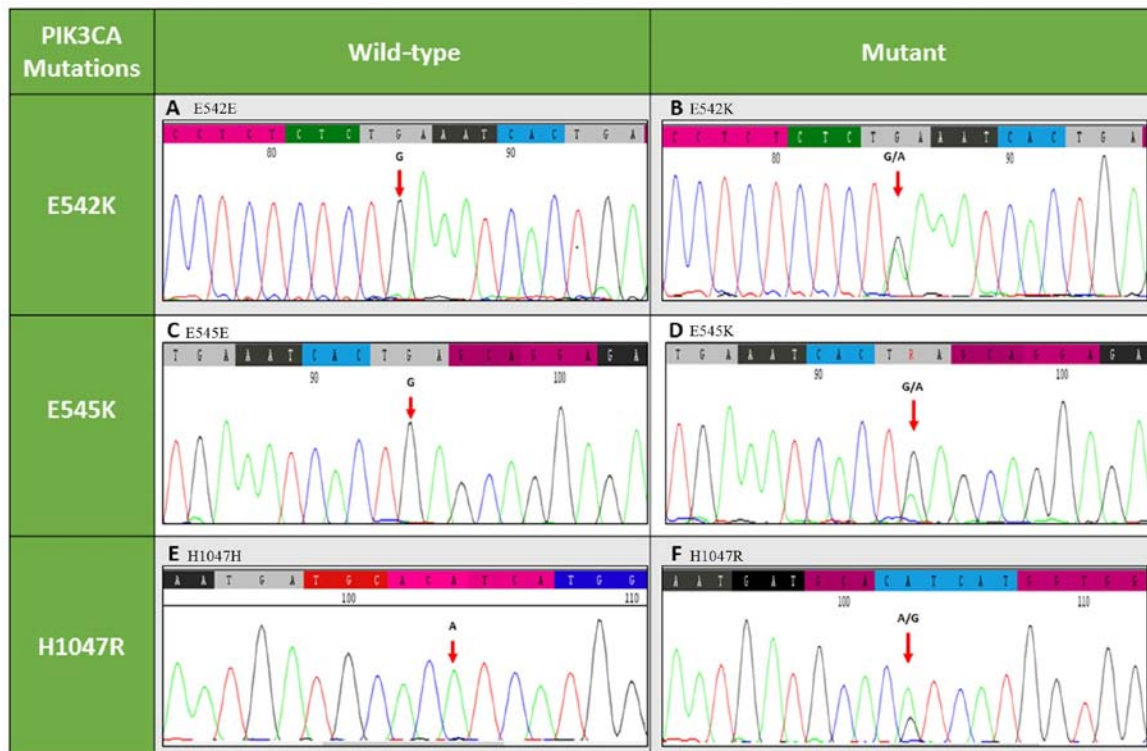 PIK3CA
Mutations
Wild-type
Mutant
E542K
A E542E
C C T C T C T C T G A A A T C A C T G A
80 90
G
B E542K
C C T C T C T C T G A A A T C A C T G A
80 90
G/A
E545K
C E545E
T G A A A T C A C T G A G C A G G A G A
90 100
G
D E545K
T G A A A T C A C T R A G C A G G A G A
90 100
G/A
H1047R
E H1047H
A A T G A T G C A C A T C A T G G
100 110
A
F H1047R
A A T G A T G C A C A T C A T G G T G G
100 110
A/G